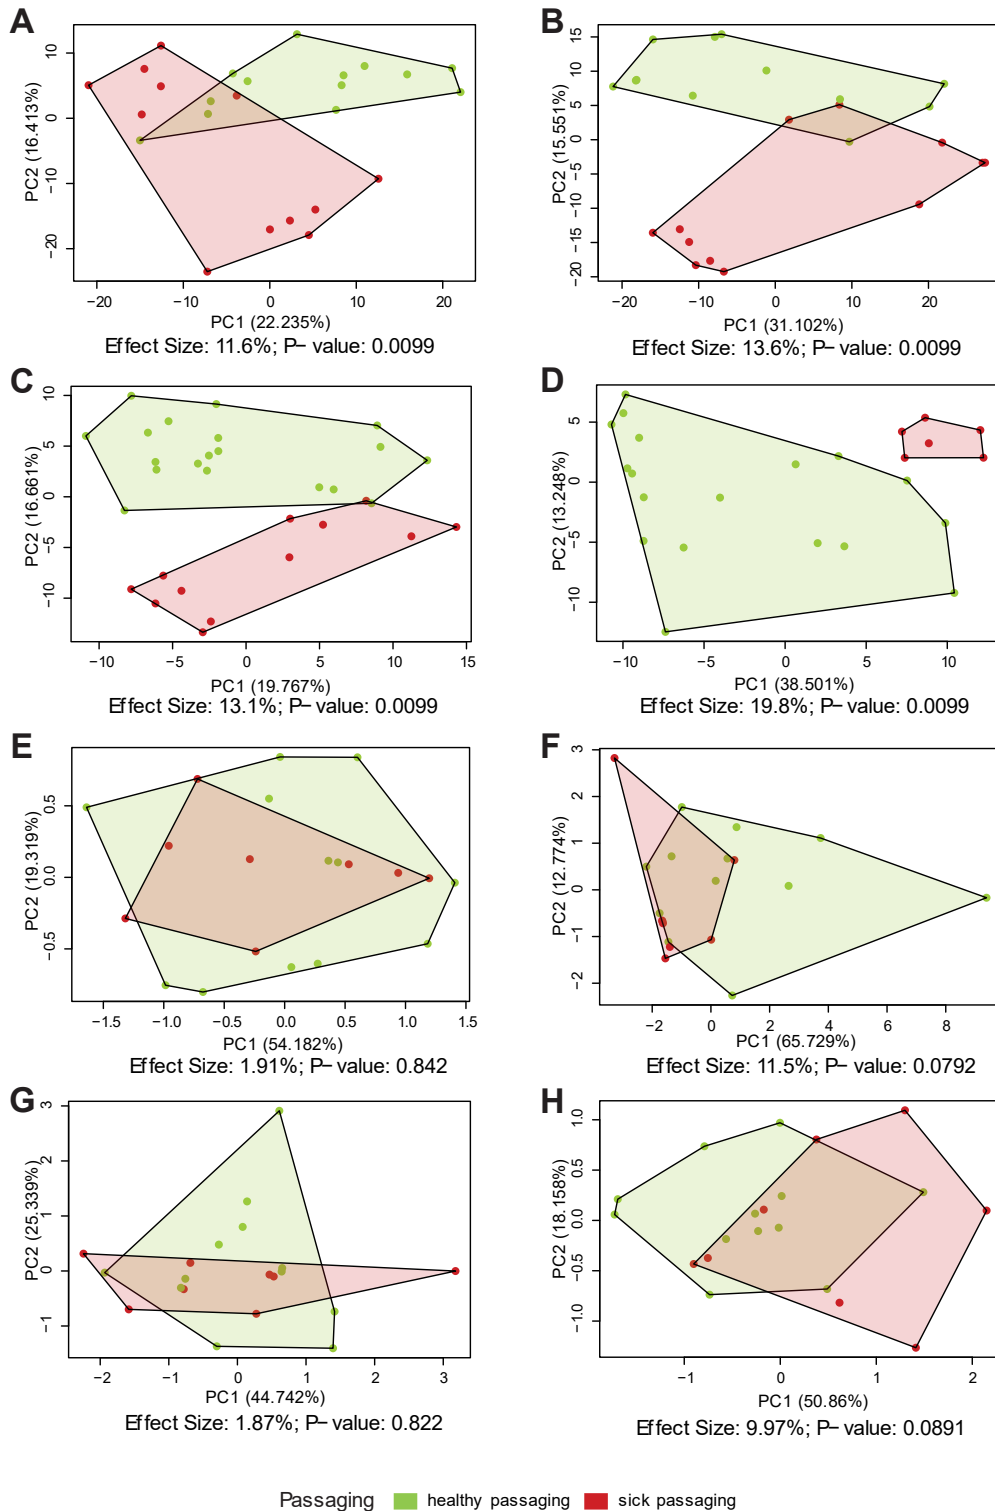 A
PC2 (16.413%)
10
0
−10
−20
−20
−10
0
10
20
PC1 (22.235%)
Effect Size: 11.6%; P− value: 0.0099
B
PC2 (15.551%)
15
10
5
0
−5
−10
−15
−20
−20
−10
0
10
20
PC1 (31.102%)
Effect Size: 13.6%; P− value: 0.0099
C
PC2 (16.661%)
10
5
0
−5
−10
−10
−5
0
5
10
15
PC1 (19.767%)
Effect Size: 13.1%; P− value: 0.0099
D
PC2 (13.248%)
5
0
−5
−10
−10
−5
0
5
10
PC1 (38.501%)
Effect Size: 19.8%; P− value: 0.0099
E
PC2 (19.319%)
0.5
0.0
−0.5
−1.5
−1.0
−0.5
0.0
0.5
1.0
1.5
PC1 (54.182%)
Effect Size: 1.91%; P− value: 0.842
F
PC2 (12.774%)
3
2
1
0
−1
−2
−2
0
2
4
6
8
PC1 (65.729%)
Effect Size: 11.5%; P− value: 0.0792
G
PC2 (25.339%)
3
2
1
0
−1
−2
−1
0
1
2
3
PC1 (44.742%)
Effect Size: 1.87%; P− value: 0.822
H
PC2 (18.158%)
1.0
0.5
0.0
−0.5
−1.0
−1
0
1
2
PC1 (50.86%)
Effect Size: 9.97%; P− value: 0.0891
Passaging healthy passaging sick passaging